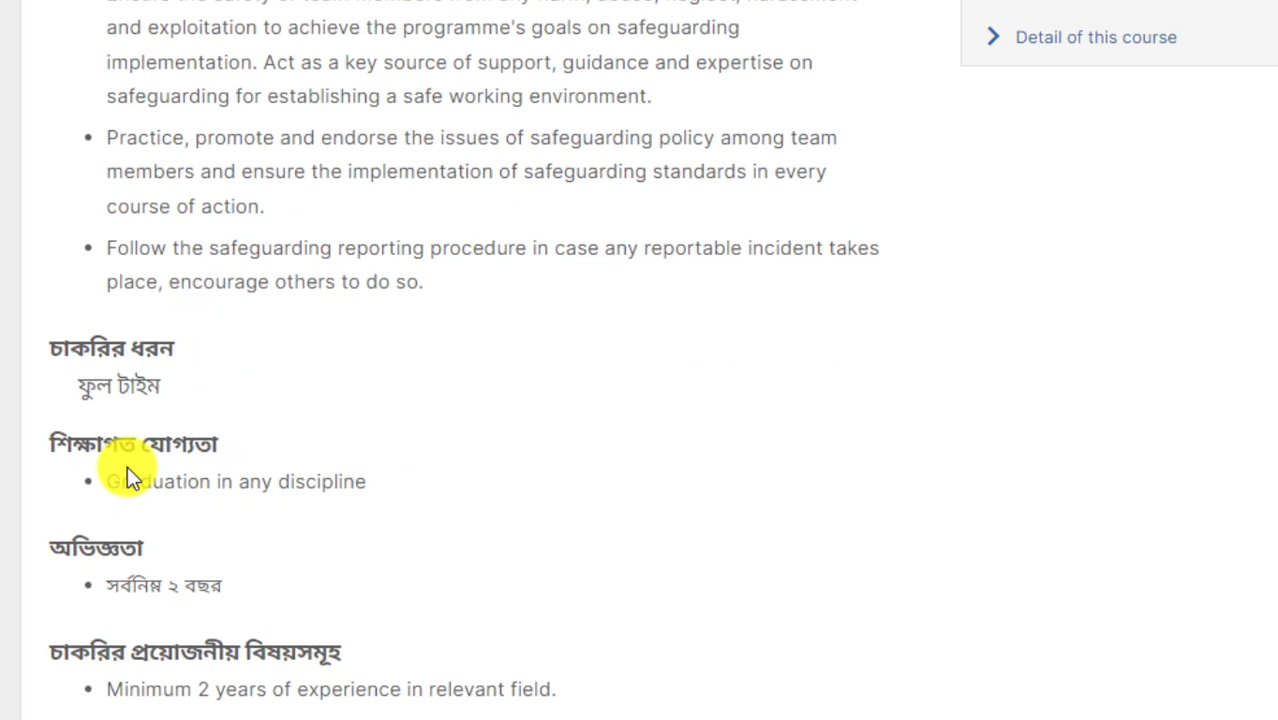 and exploitation to achieve the programme's goals on safeguarding
implementation. Act as a key source of support, guidance and expertise on
safeguarding for establishing a safe working environment.
• Practice, promote and endorse the issues of safeguarding policy among team
members and ensure the implementation of safeguarding standards in every
course of action.
• Follow the safeguarding reporting procedure in case any reportable incident takes
place, encourage others to do so.
চাকরির ধরন
ফুল টাইম
শিক্ষাগত যোগ্যতা
• Graduation in any discipline
অভিজ্ঞতা
• সর্বনিম্ন ২ বছর
চাকরির প্রয়োজনীয় বিষয়সমূহ
• Minimum 2 years of experience in relevant field.
Detail of this course